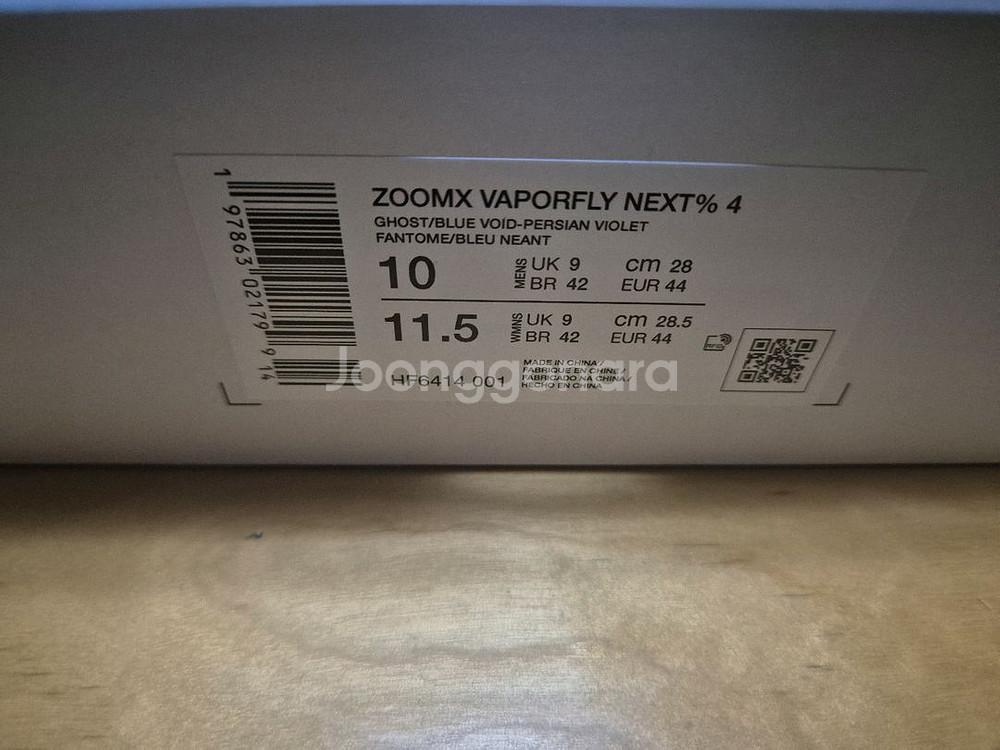 ZOOMX VAPORFLY NEXT% 4
GHOST/BLUE VOID-PERSIAN VIOLET
FANTOME/BLEU NEANT
10 MENS UK 9 cm 28
BR 42 EUR 44
11.5 WMNS UK 9 cm 28.5
BR 42 EUR 44
MADE IN CHINA/
FABRIQUE EN CHINE/
FABRICADO NA CHINA/
HECHO EN CHINA
HF6414 001
1 97863 02179 9 14
Joonggonara